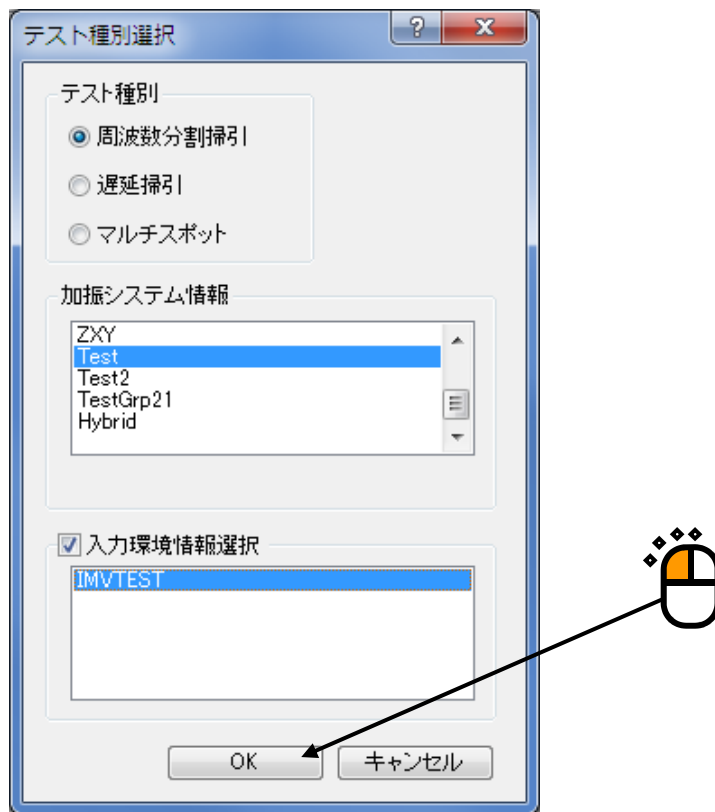 テスト種別選択
テスト種別
周波数分割掃引
遅延掃引
マルチスポット
加振システム情報
ZXY
Test
Test2
TestGrp21
Hybrid
入力環境情報選択
IMVTEST
OK キャンセル